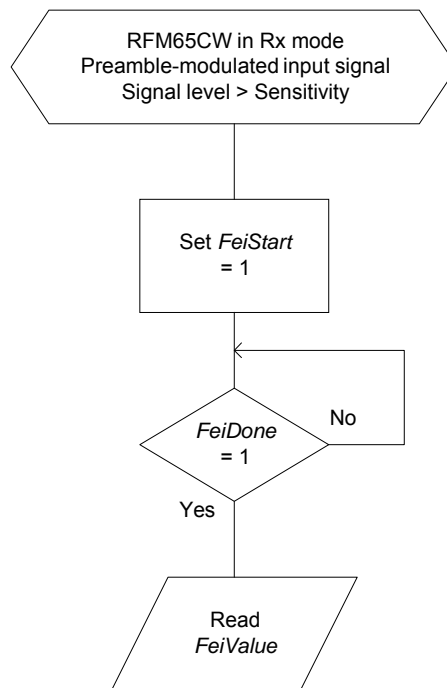 RFM65CW in Rx mode
Preamble-modulated input signal
Signal level > Sensitivity
Set FeiStart
= 1
FeiDone
= 1
No
Yes
Read
FeiValue